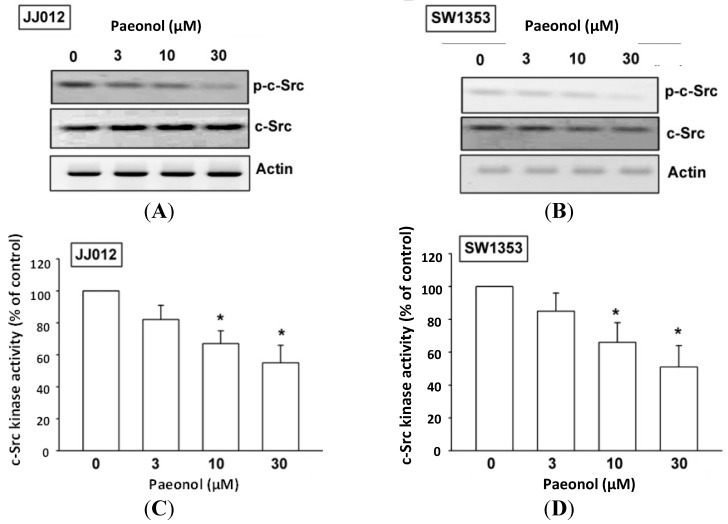 JJ012
Paeonol (μM)
0 3 10 30
p-c-Src
c-Src
Actin
(A)
SW1353
Paeonol (μM)
0 3 10 30
p-c-Src
c-Src
Actin
(B)
JJ012
c-Src kinase activity (% of control)
120
100
80
60
40
20
0
* *
0 3 10 30
Paeonol (μM)
(C)
SW1353
c-Src kinase activity (% of control)
120
100
80
60
40
20
0
* *
0 3 10 30
Paeonol (μM)
(D)